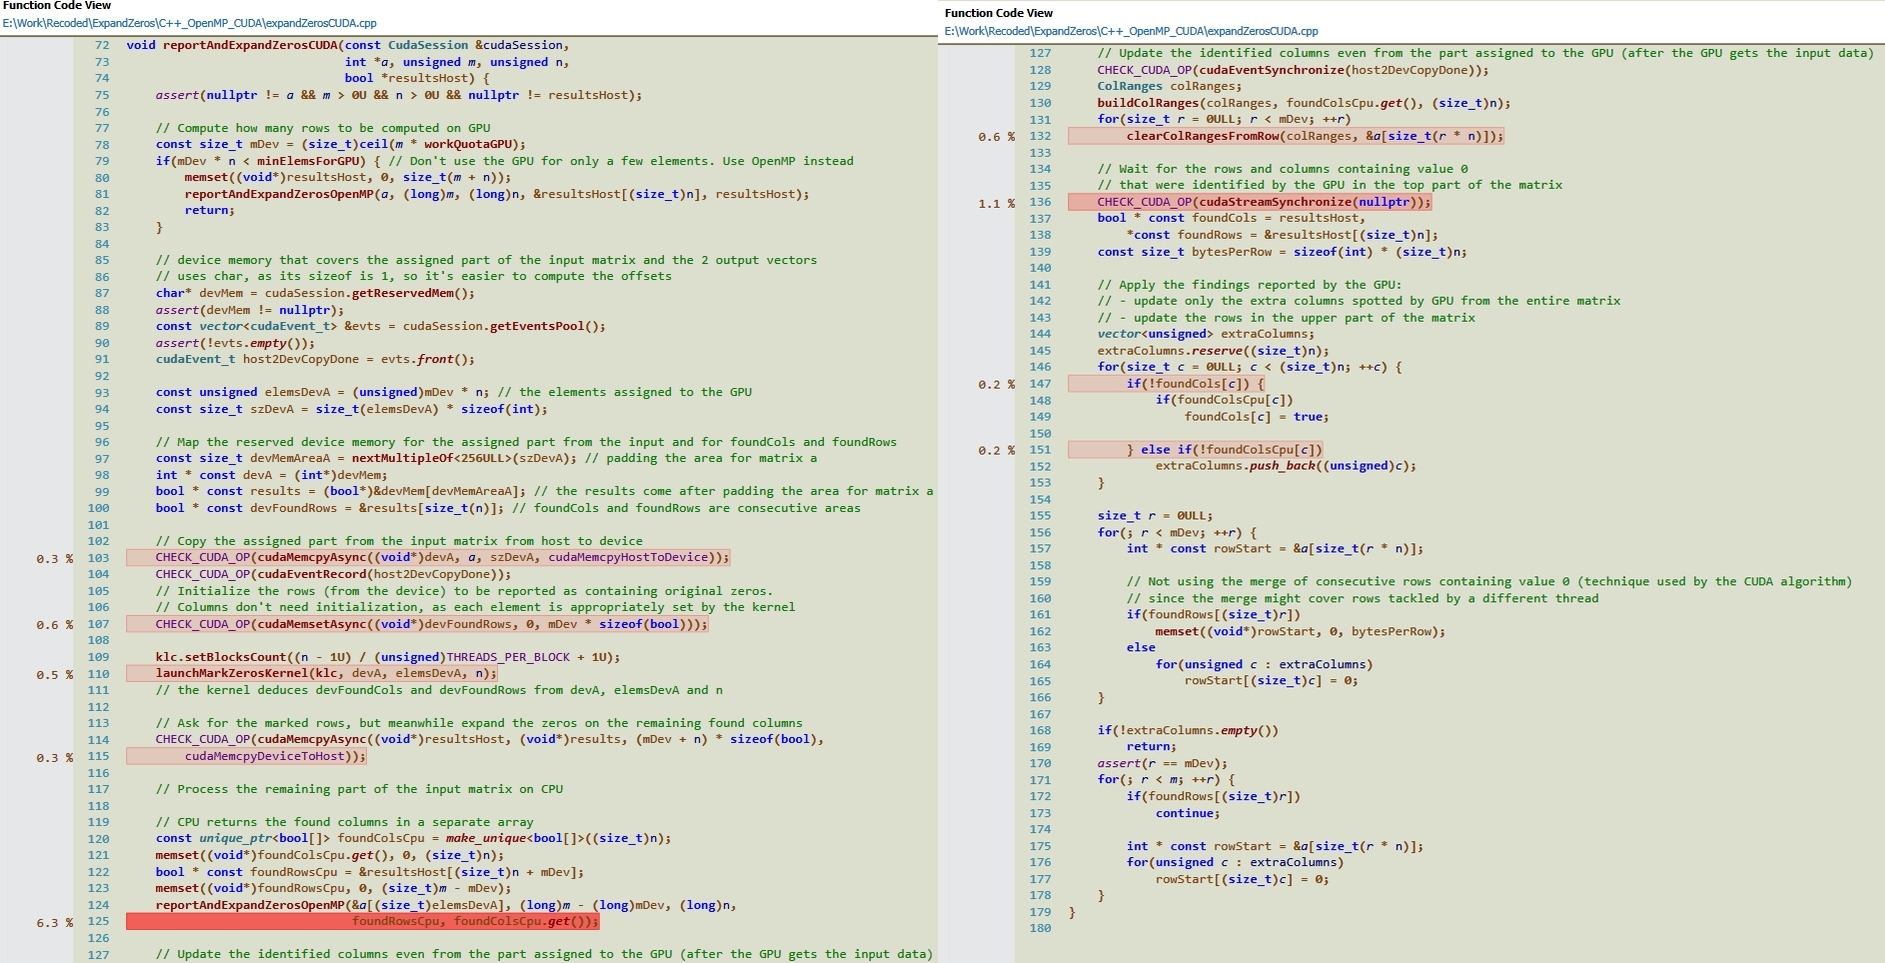 Function Code View
E:\Work\Recoded\ExpandZeros\C++_OpenMP_CUDA\expandZerosCUDA.cpp
72 void reportAndExpandZerosCUDA(const CudaSession &cudaSession,
73 int *a, unsigned m, unsigned n,
74 bool *resultsHost) {
75 assert(nullptr != a && m > 0U && n > 0U && nullptr != resultsHost);
76
77 // Compute how many rows to be computed on GPU
78 const size_t mDev = (size_t)ceil(m * workQuotaGPU);
79 if(mDev * n < minElemsForGPU) { // Don't use the GPU for only a few elements. Use OpenMP instead
80 memset((void*)resultsHost, 0, size_t(m + n));
81 reportAndExpandZerosOpenMP(a, (long)m, (long)n, &resultsHost[(size_t)n], resultsHost);
82 return;
83 }
84
85 // device memory that covers the assigned part of the input matrix and the 2 output vectors
86 // uses char, as its sizeof is 1, so it's easier to compute the offsets
87 char* devMem = cudaSession.getReservedMem();
88 assert(devMem != nullptr);
89 const vector<cudaEvent_t> &evts = cudaSession.getEventsPool();
90 assert(!evts.empty());
91 cudaEvent_t host2DevCopyDone = evts.front();
92
93 const unsigned elemsDevA = (unsigned)mDev * n; // the elements assigned to the GPU
94 const size_t szDevA = size_t(elemsDevA) * sizeof(int);
95
96 // Map the reserved device memory for the assigned part from the input and for foundCols and foundRows
97 const size_t devMemAreaA = nextMultipleOf<256ULL>(szDevA); // padding the area for matrix a
98 int * const devA = (int*)devMem;
99 bool * const results = (bool*)&devMem[devMemAreaA]; // the results come after padding the area for matrix a
100 bool * const devFoundRows = &results[size_t(n)]; // foundCols and foundRows are consecutive areas
101
102 // Copy the assigned part from the input matrix from host to device
0.3 % 103 CHECK_CUDA_OP(cudaMemcpyAsync((void*)devA, a, szDevA, cudaMemcpyHostToDevice));
104 CHECK_CUDA_OP(cudaEventRecord(host2DevCopyDone));
105 // Initialize the rows (from the device) to be reported as containing original zeros.
106 // Columns don't need initialization, as each element is appropriately set by the kernel
0.6 % 107 CHECK_CUDA_OP(cudaMemsetAsync((void*)devFoundRows, 0, mDev * sizeof(bool)));
108
109 klc.setBlocksCount((n - 1U) / (unsigned)THREADS_PER_BLOCK + 1U);
0.5 % 110 launchMarkZerosKernel(klc, devA, elemsDevA, n);
111 // the kernel deduces devFoundCols and devFoundRows from devA, elemsDevA and n
112
113 // Ask for the marked rows, but meanwhile expand the zeros on the remaining found columns
114 CHECK_CUDA_OP(cudaMemcpyAsync((void*)resultsHost, (void*)results, (mDev + n) * sizeof(bool),
0.3 % 115 cudaMemcpyDeviceToHost));
116
117 // Process the remaining part of the input matrix on CPU
118
119 // CPU returns the found columns in a separate array
120 const unique_ptr<bool[]> foundColsCpu = make_unique<bool[]>((size_t)n);
121 memset((void*)foundColsCpu.get(), 0, (size_t)n);
122 bool * const foundRowsCpu = &resultsHost[(size_t)n + mDev];
123 memset((void*)foundRowsCpu, 0, (size_t)m - mDev);
124 reportAndExpandZerosOpenMP(&a[(size_t)elemsDevA], (long)m - (long)mDev, (long)n,
6.3 % 125 foundRowsCpu, foundColsCpu.get());
126
127 // Update the identified columns even from the part assigned to the GPU (after the GPU gets the input data)
Function Code View
E:\Work\Recoded\ExpandZeros\C++_OpenMP_CUDA\expandZerosCUDA.cpp
127 // Update the identified columns even from the part assigned to the GPU (after the GPU gets the input data)
128 CHECK_CUDA_OP(cudaEventSynchronize(host2DevCopyDone));
129 ColRanges colRanges;
130 buildColRanges(colRanges, foundColsCpu.get(), (size_t)n);
131 for(size_t r = 0ULL; r < mDev; ++r)
0.6 % 132 clearColRangesFromRow(colRanges, &a[size_t(r * n)]);
133
134 // Wait for the rows and columns containing value 0
135 // that were identified by the GPU in the top part of the matrix
1.1 % 136 CHECK_CUDA_OP(cudaStreamSynchronize(nullptr));
137 bool * const foundCols = resultsHost,
138 *const foundRows = &resultsHost[(size_t)n];
139 const size_t bytesPerRow = sizeof(int) * (size_t)n;
140
141 // Apply the findings reported by the GPU:
142 // - update only the extra columns spotted by GPU from the entire matrix
143 // - update the rows in the upper part of the matrix
144 vector<unsigned> extraColumns;
145 extraColumns.reserve((size_t)n);
146 for(size_t c = 0ULL; c < (size_t)n; ++c) {
0.2 % 147 if(!foundCols[c]) {
148 if(foundColsCpu[c])
149 foundCols[c] = true;
150
0.2 % 151 } else if(!foundColsCpu[c])
152 extraColumns.push_back((unsigned)c);
153 }
154
155 size_t r = 0ULL;
156 for(; r < mDev; ++r) {
157 int * const rowStart = &a[size_t(r * n)];
158
159 // Not using the merge of consecutive rows containing value 0 (technique used by the CUDA algorithm)
160 // since the merge might cover rows tackled by a different thread
161 if(foundRows[(size_t)r])
162 memset((void*)rowStart, 0, bytesPerRow);
163 else
164 for(unsigned c : extraColumns)
165 rowStart[(size_t)c] = 0;
166 }
167
168 if(!extraColumns.empty())
169 return;
170 assert(r == mDev);
171 for(; r < m; ++r) {
172 if(foundRows[(size_t)r])
173 continue;
174
175 int * const rowStart = &a[size_t(r * n)];
176 for(unsigned c : extraColumns)
177 rowStart[(size_t)c] = 0;
178 }
179 }
180